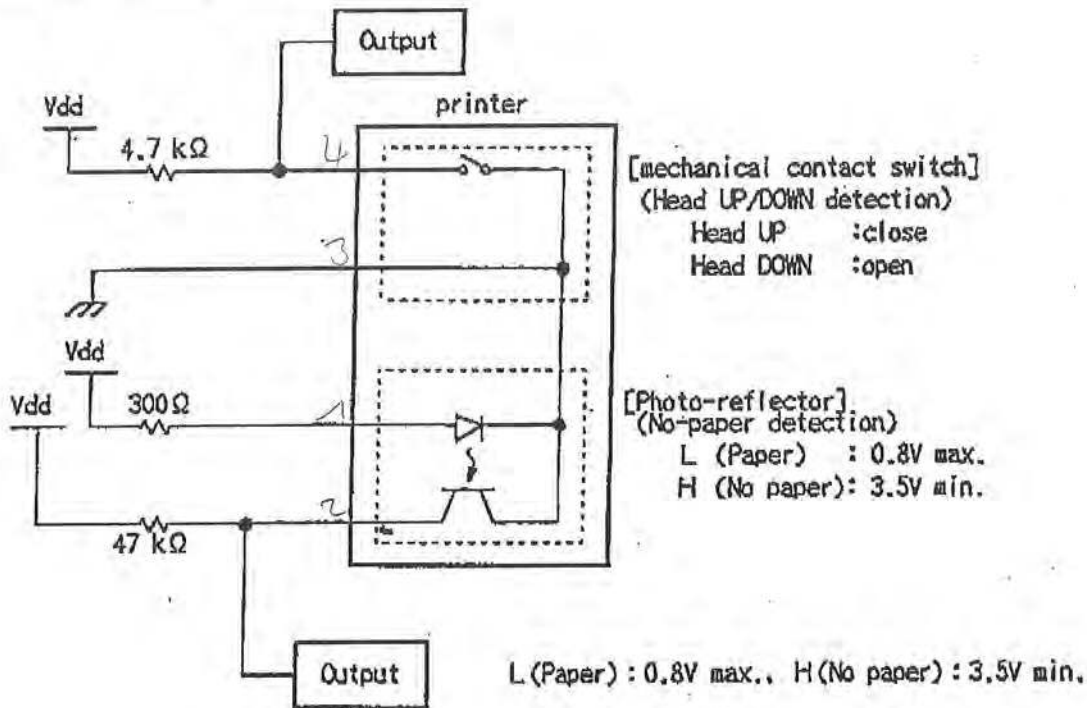 Output
Vdd
printer
4.7 kΩ
4
[mechanical contact switch]
(Head UP/DOWN detection)
Head UP :close
Head DOWN :open
3
Vdd
Vdd
300Ω
1
[Photo-reflector]
(No-paper detection)
L (Paper) : 0.8V max.
H (No paper): 3.5V min.
2
47 kΩ
Output
L(Paper):0.8V max., H(No paper):3.5V min.